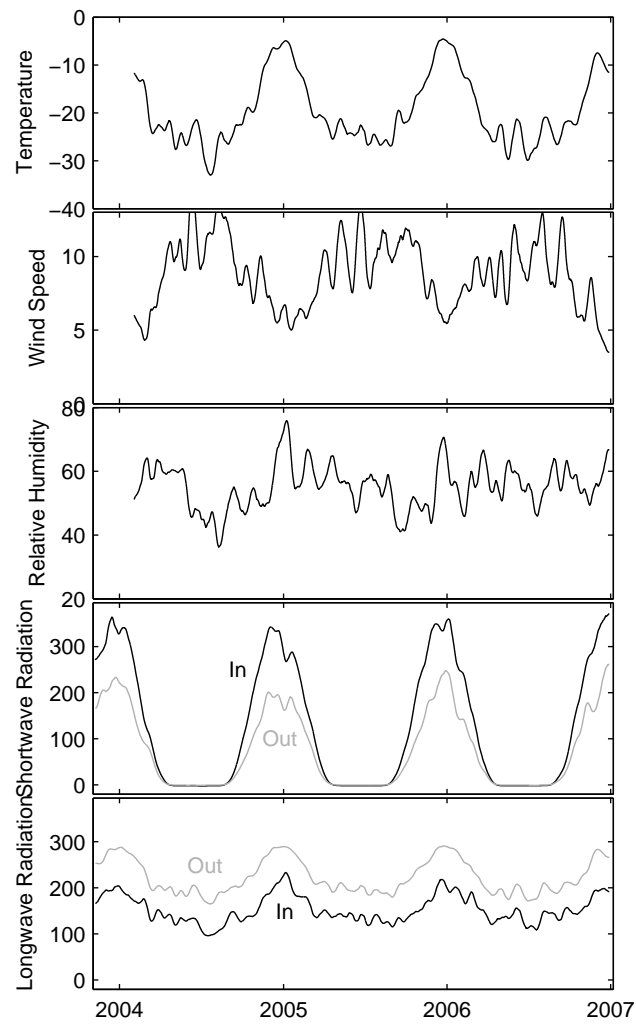 0
−10
−20
−30
−40
Temperature
10
5
0
Wind Speed
80
60
40
20
Relative Humidity
300
200
100
0
Shortwave Radiation
In
Out
300
200
100
0
Longwave Radiation
Out
In
2004 2005 2006 2007